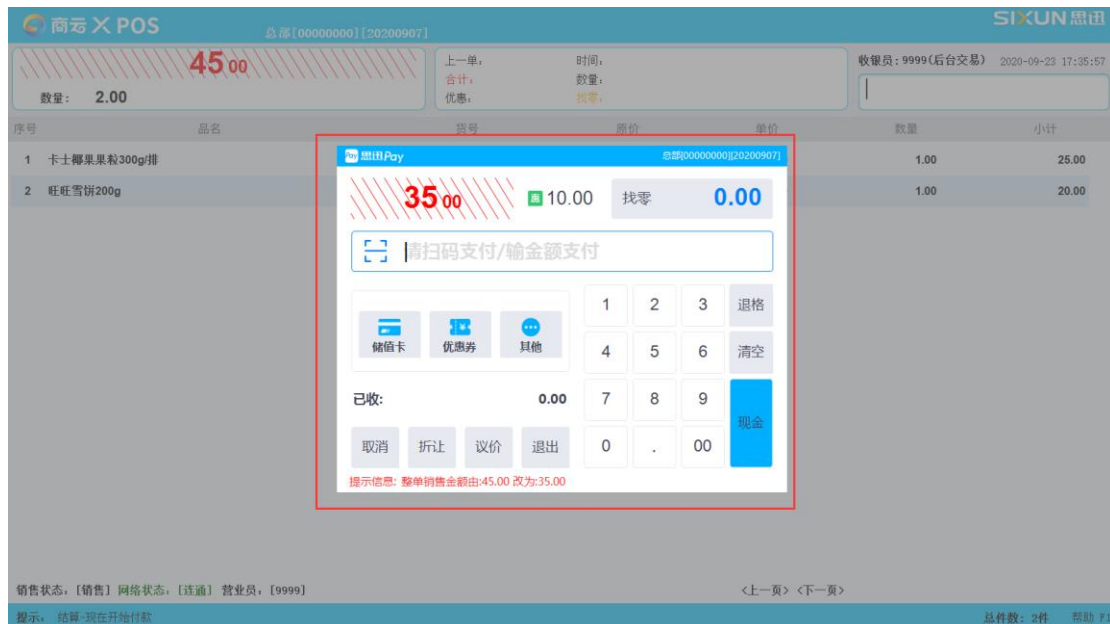 商云 X POS
总部[00000000][20200907]
SIXUN 思迅
45.00
数量: 2.00
上一单: 时间:
合计: 数量:
优惠: 找零:
收银员: 9999(后台交易) 2020-09-23 17:35:57
序号 品名 货号 原价 单价 数量 小计
1 卡士椰果果粒300g/排 1.00 25.00
2 旺旺雪饼200g 1.00 20.00
Pay 思迅Pay 总部[00000000][20200907]
35.00 惠 10.00 找零 0.00
请扫码支付/输金额支付
储值卡 优惠券 其他
1 2 3 退格
4 5 6 清空
已收: 0.00
7 8 9 现金
取消 折让 议价 退出
0 . 00
提示信息: 整单销售金额由:45.00 改为:35.00
销售状态:[销售] 网络状态:[连通] 营业员:[9999]
<上一页> <下一页>
提示: 结算-现在开始付款
总件数: 2件 帮助 F1